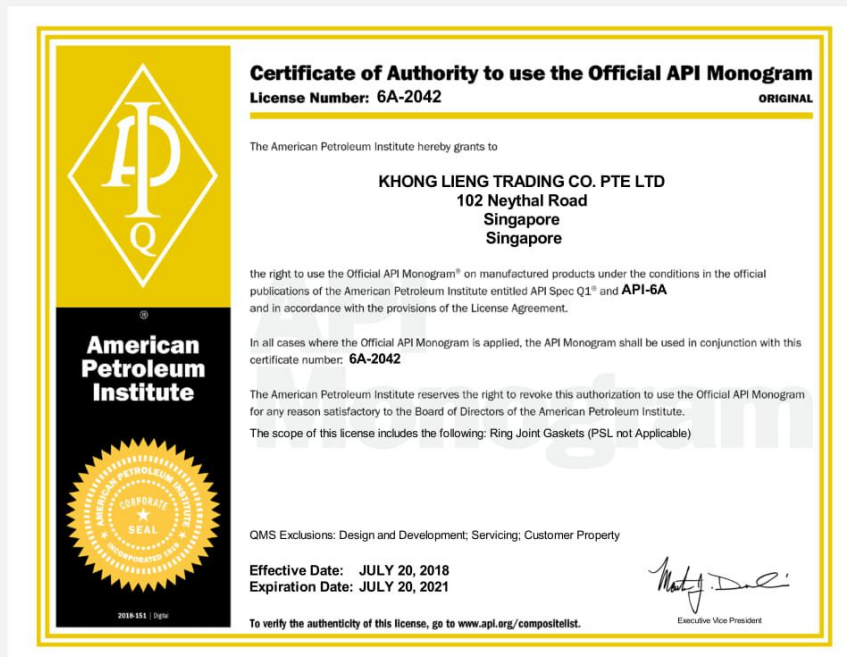 Certificate of Authority to use the Official API Monogram
License Number: 6A-2042
ORIGINAL
The American Petroleum Institute hereby grants to
KHONG LIENG TRADING CO. PTE LTD
102 Neythal Road
Singapore
Singapore
the right to use the Official API Monogram® on manufactured products under the conditions in the official
publications of the American Petroleum Institute entitled API Spec Q1® and API-6A
and in accordance with the provisions of the License Agreement.
In all cases where the Official API Monogram is applied, the API Monogram shall be used in conjunction with this
certificate number: 6A-2042
The American Petroleum Institute reserves the right to revoke this authorization to use the Official API Monogram
for any reason satisfactory to the Board of Directors of the American Petroleum Institute.
The scope of this license includes the following: Ring Joint Gaskets (PSL not Applicable)
QMS Exclusions: Design and Development; Servicing; Customer Property
Effective Date: JULY 20, 2018
Expiration Date: JULY 20, 2021
To verify the authenticity of this license, go to www.api.org/compositelist.
Executive Vice President
API
Q
®
American
Petroleum
Institute
AMERICAN PETROLEUM INSTITUTE
CORPORATE
SEAL
INCORPORATED 1919
2016-151 | Digital
API
Monogram